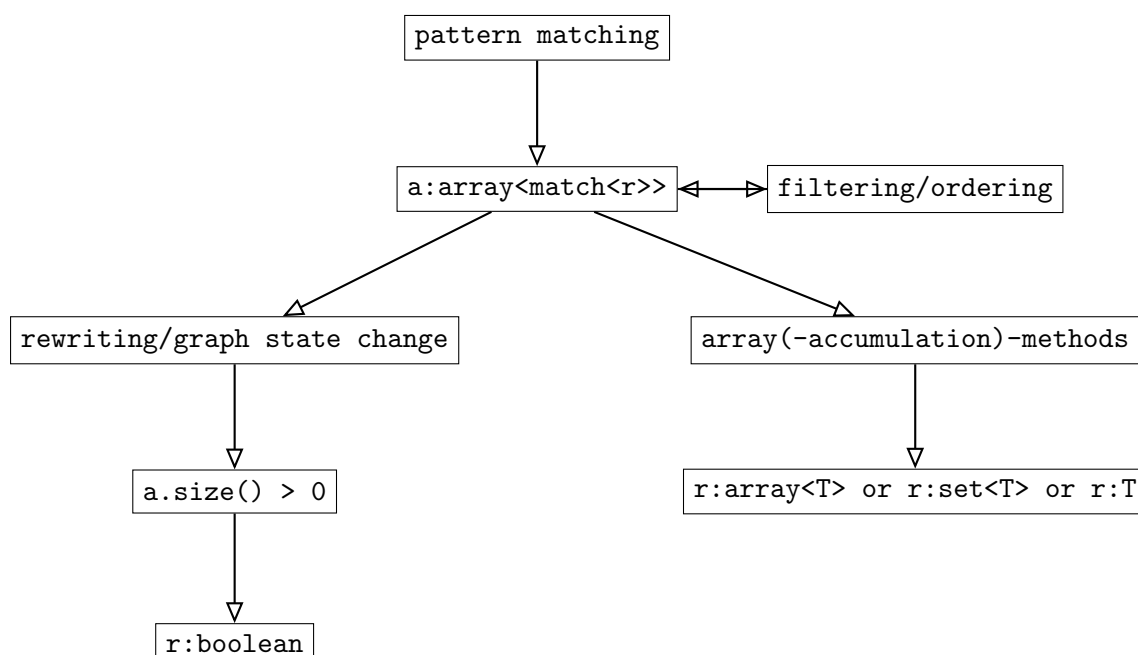 pattern matching
a:array<match<r>>
filtering/ordering
rewriting/graph state change
array(-accumulation)-methods
a.size() > 0
r:array<T> or r:set<T> or r:T
r:boolean